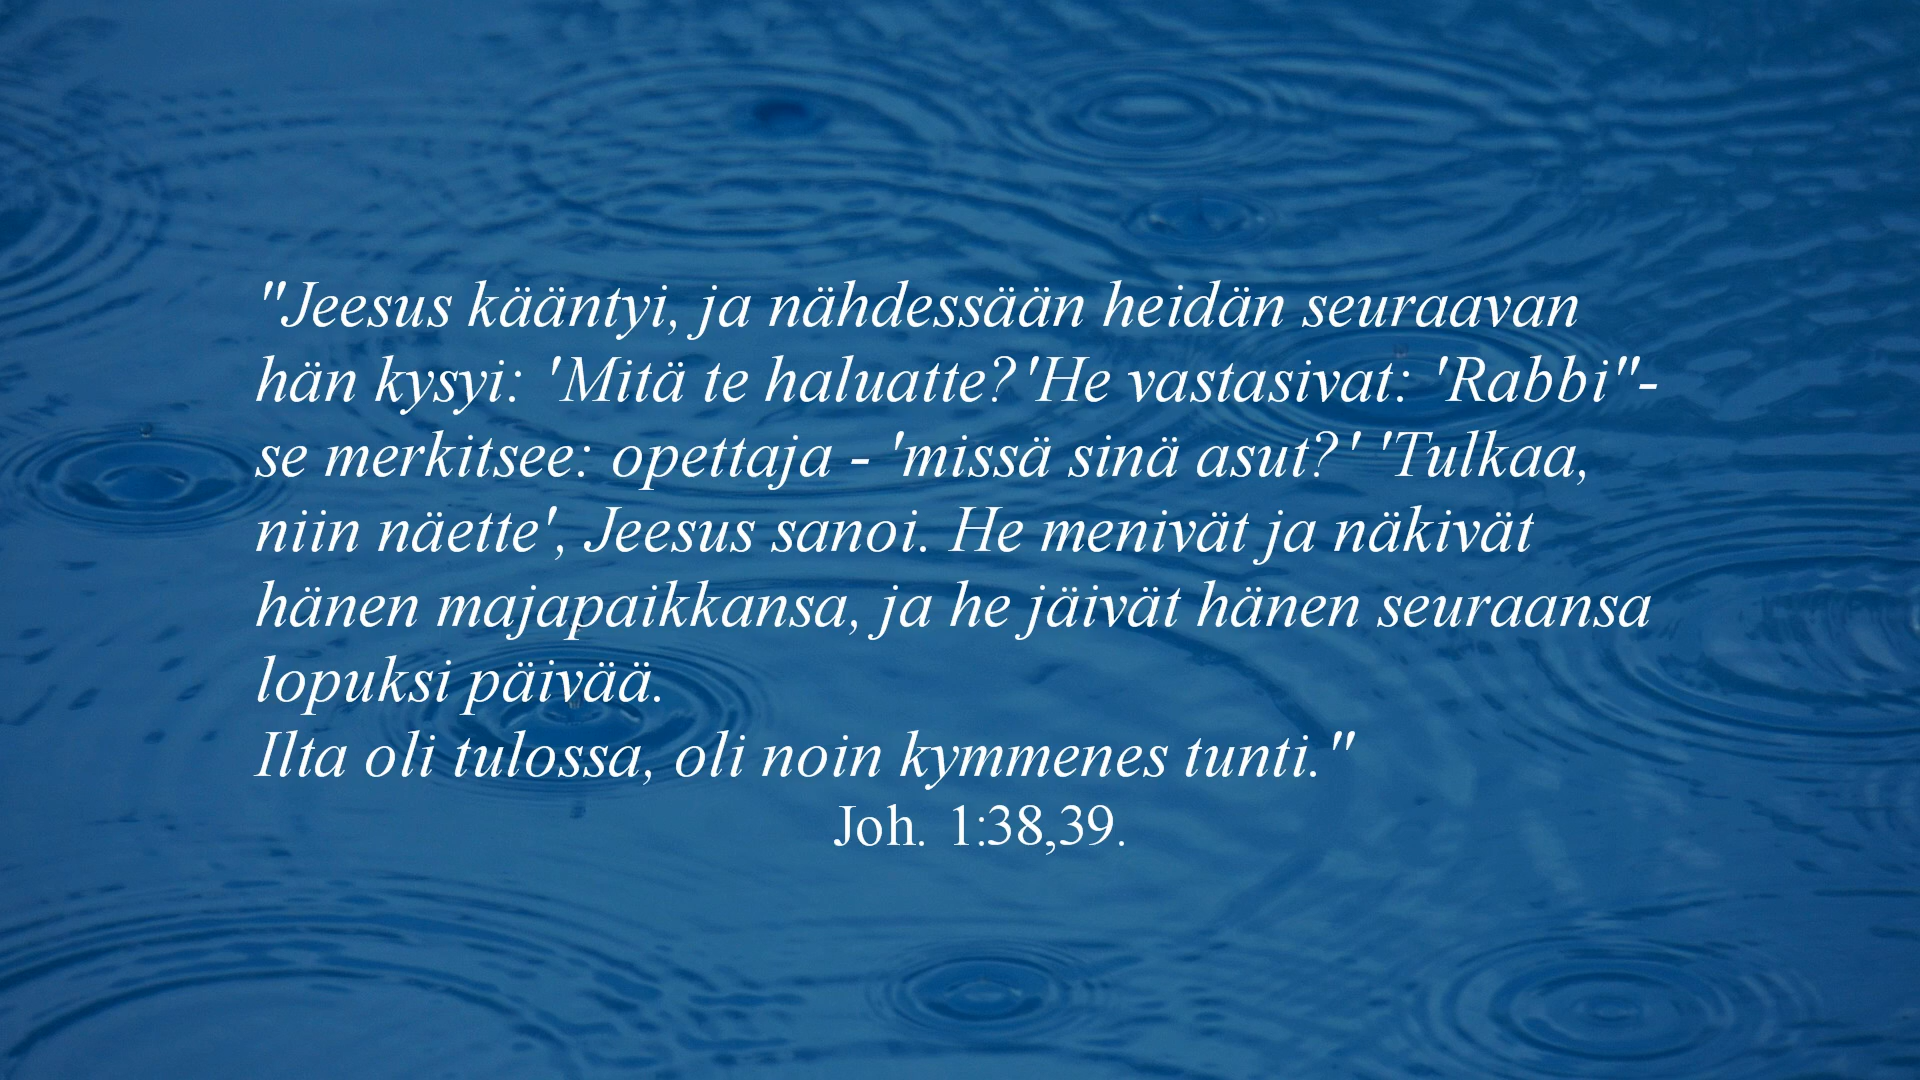 "Jeesus kääntyi, ja nähdessään heidän seuraavan
hän kysyi: 'Mitä te haluatte?'He vastasivat: 'Rabbi"-
se merkitsee: opettaja - 'missä sinä asut?' 'Tulkaa,
niin näette', Jeesus sanoi. He menivät ja näkivät
hänen majapaikkansa, ja he jäivät hänen seuraansa
lopuksi päivää.
Ilta oli tulossa, oli noin kymmenes tunti."
Joh. 1:38,39.